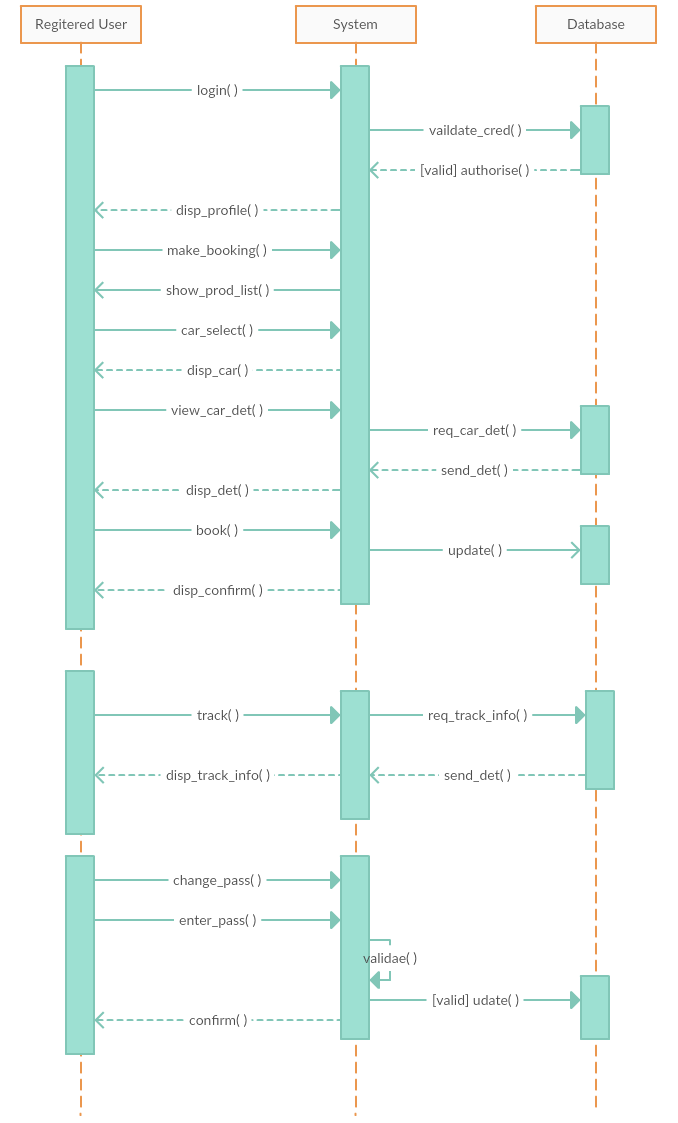 Regitered User
System
Database
login( )
vaildate_cred( )
[valid] authorise( )
disp_profile( )
make_booking( )
show_prod_list( )
car_select( )
disp_car( )
view_car_det( )
req_car_det( )
send_det( )
disp_det( )
book( )
update( )
disp_confirm( )
track( )
req_track_info( )
disp_track_info( )
send_det( )
change_pass( )
enter_pass( )
validae( )
[valid] udate( )
confirm( )